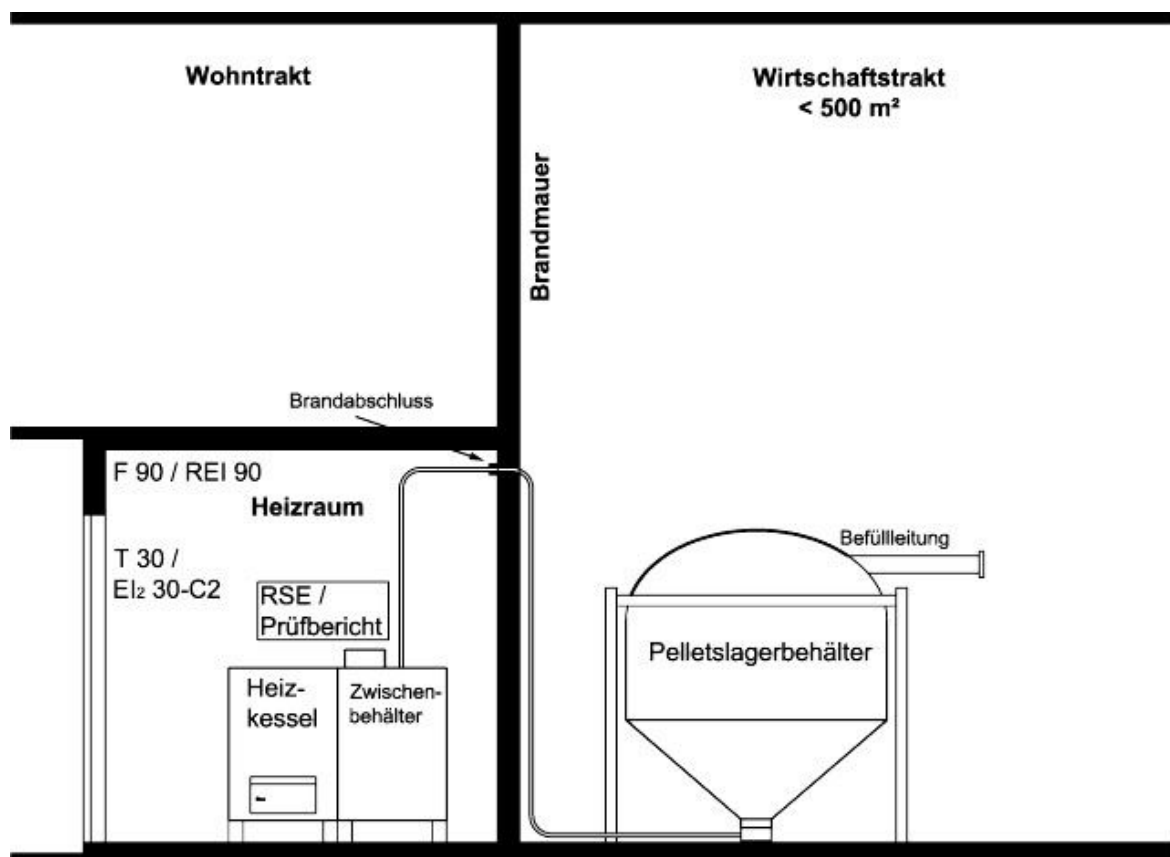 Wohntrakt
Wirtschaftstrakt
< 500 m²
Brandmauer
Brandabschluss
F 90 / REI 90
Heizraum
T 30 /
EI₂ 30-C2
RSE /
Prüfbericht
Heiz-
kessel
Zwischen-
behälter
Befüllleitung
Pelletslagerbehälter